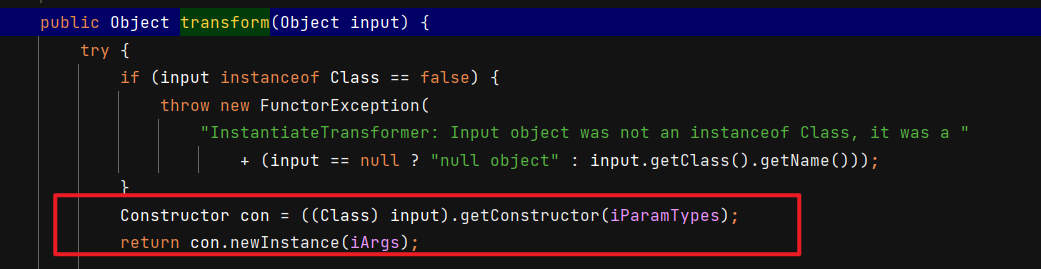 public Object transform(Object input) {
try {
if (input instanceof Class == false) {
throw new FunctorException(
"InstantiateTransformer: Input object was not an instanceof Class, it was a "
+ (input == null ? "null object" : input.getClass().getName()));
}
Constructor con = ((Class) input).getConstructor(iParamTypes);
return con.newInstance(iArgs);